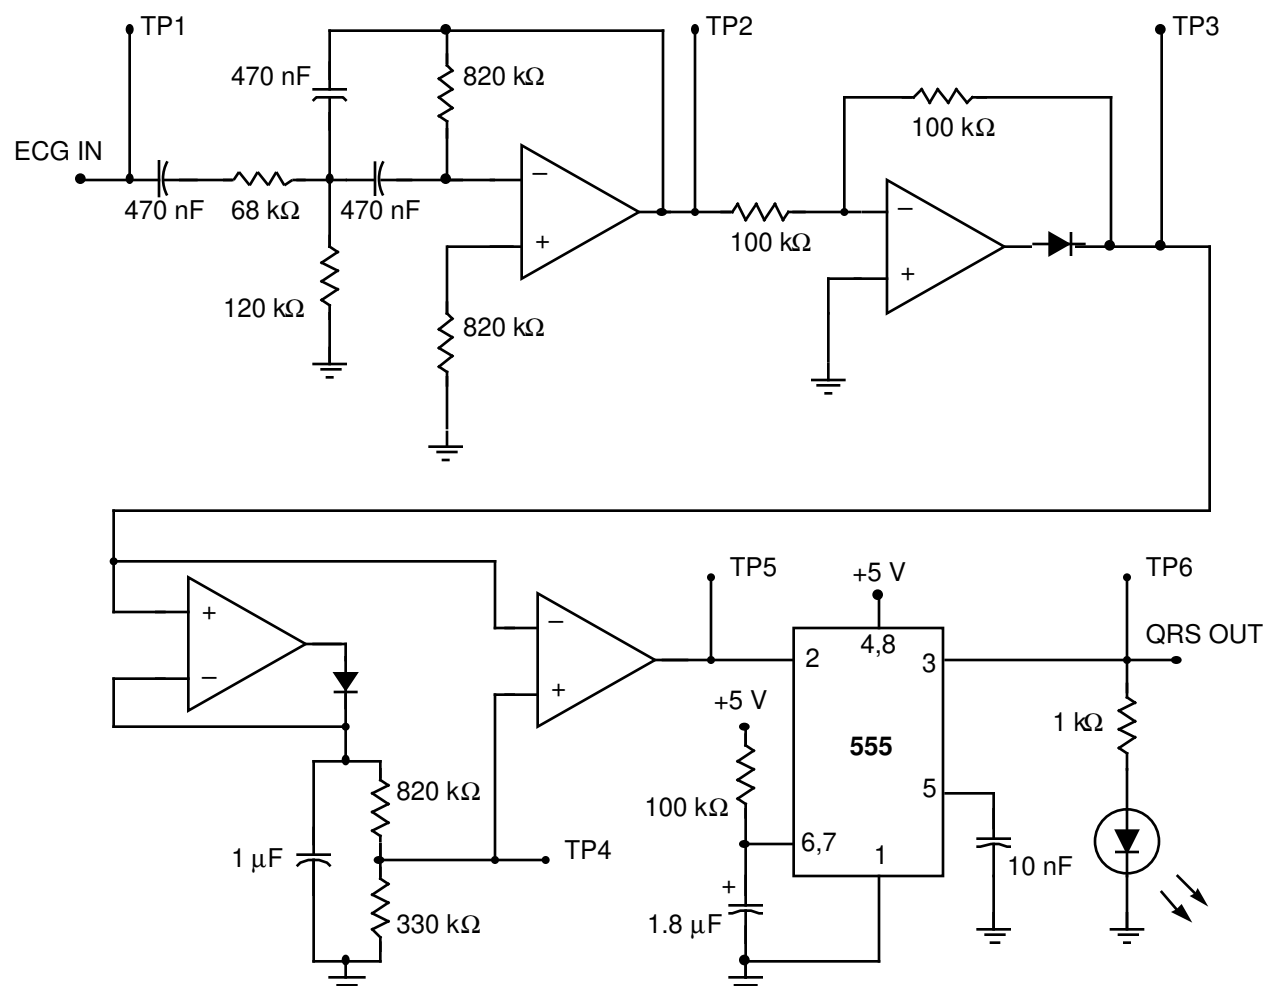 TP1
TP2
TP3
470 nF
820 kΩ
100 kΩ
ECG IN
470 nF
68 kΩ
470 nF
−
−
100 kΩ
+
+
120 kΩ
820 kΩ
TP5
+5 V
TP6
+
−
4,8
QRS OUT
2
3
−
+
+5 V
1 kΩ
555
820 kΩ
5
100 kΩ
6,7
1
TP4
1 μF
10 nF
+
330 kΩ
1.8 μF